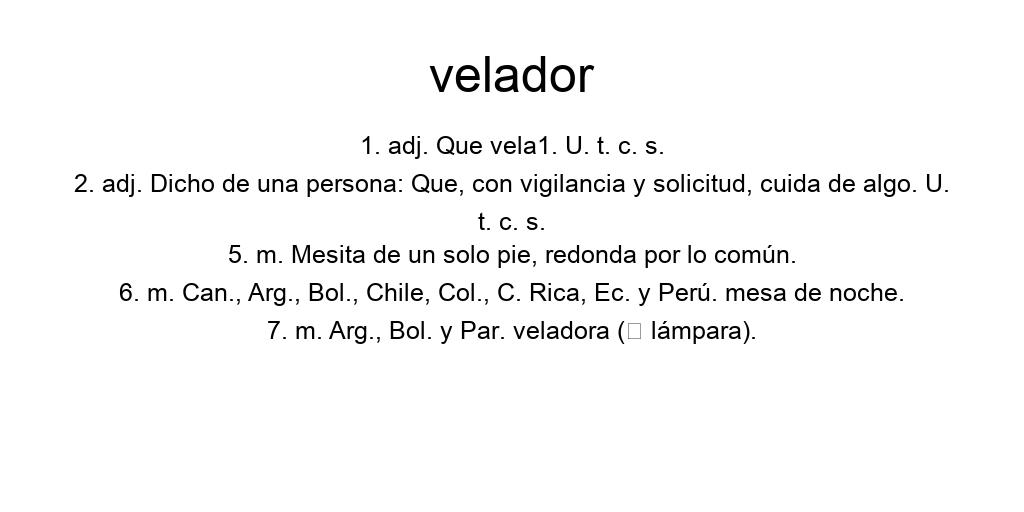 velador
1. adj. Que vela1. U. t. c. s.
2. adj. Dicho de una persona: Que, con vigilancia y solicitud, cuida de algo. U.
t. c. s.
5. m. Mesita de un solo pie, redonda por lo común.
6. m. Can., Arg., Bol., Chile, Col., C. Rica, Ec. y Perú. mesa de noche.
7. m. Arg., Bol. y Par. veladora (▯ lámpara).